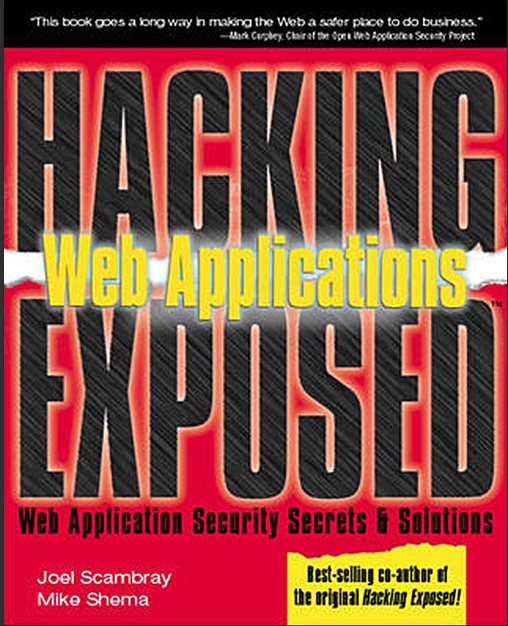 "This book goes a long way in making the Web a safer place to do business."
—Mark Curphey, Chair of the Open Web Application Security Project
HACKING
Web Applications
EXPOSED™
Web Application Security Secrets & Solutions
Joel Scambray
Mike Shema
Best-selling co-author of
the original Hacking Exposed!